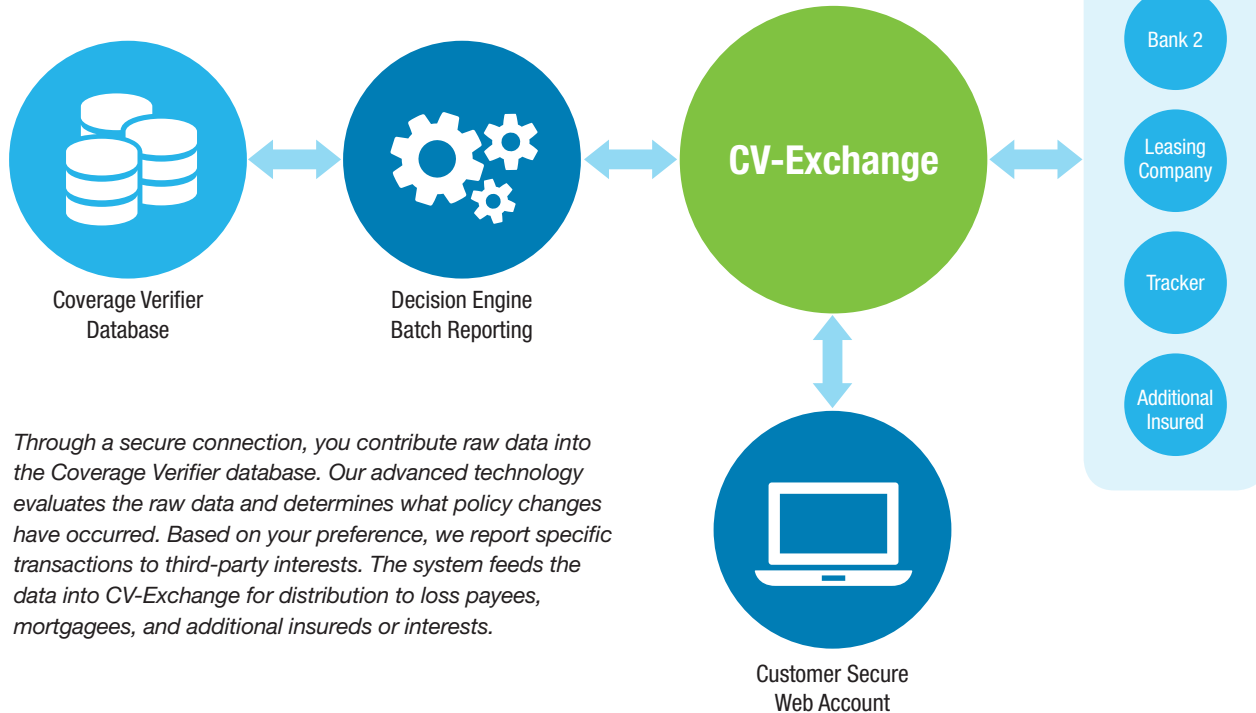 Bank 2
CV-Exchange
Leasing
Company
Coverage Verifier
Database
Decision Engine
Batch Reporting
Tracker
Additional
Insured
Through a secure connection, you contribute raw data into
the Coverage Verifier database. Our advanced technology
evaluates the raw data and determines what policy changes
have occurred. Based on your preference, we report specific
transactions to third-party interests. The system feeds the
data into CV-Exchange for distribution to loss payees,
mortgagees, and additional insureds or interests.
Customer Secure
Web Account